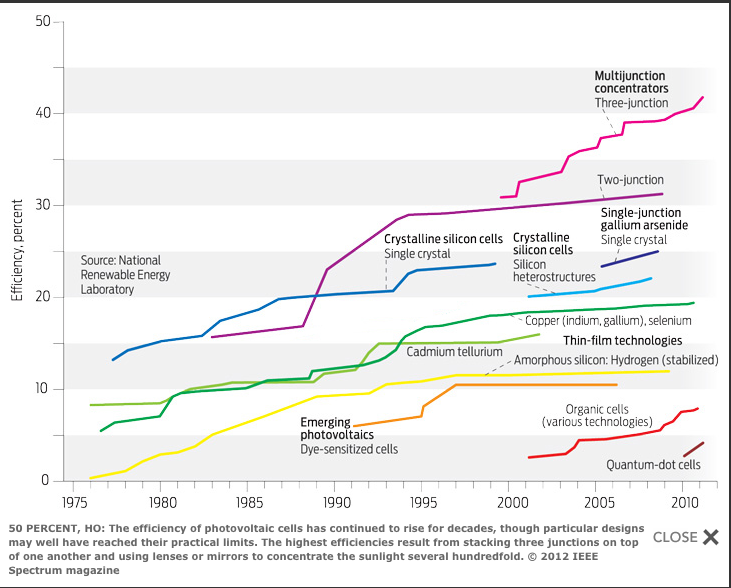 50
40
30
20
10
0
Efficiency, percent
1975
1980
1985
1990
1995
2000
2005
2010
Source: National
Renewable Energy
Laboratory
Multijunction
concentrators
Three-junction
Two-junction
Single-junction
gallium arsenide
Single crystal
Crystalline silicon cells
Single crystal
Crystalline
silicon cells
Silicon
heterostructures
Copper (indium, gallium), selenium
Thin-film technologies
Cadmium tellurium
Amorphous silicon: Hydrogen (stabilized)
Emerging
photovoltaics
Dye-sensitized cells
Organic cells
(various technologies)
Quantum-dot cells
50 PERCENT, HO: The efficiency of photovoltaic cells has continued to rise for decades, though particular designs
may well have reached their practical limits. The highest efficiencies result from stacking three junctions on top
of one another and using lenses or mirrors to concentrate the sunlight several hundredfold. © 2012 IEEE
Spectrum magazine
CLOSE X